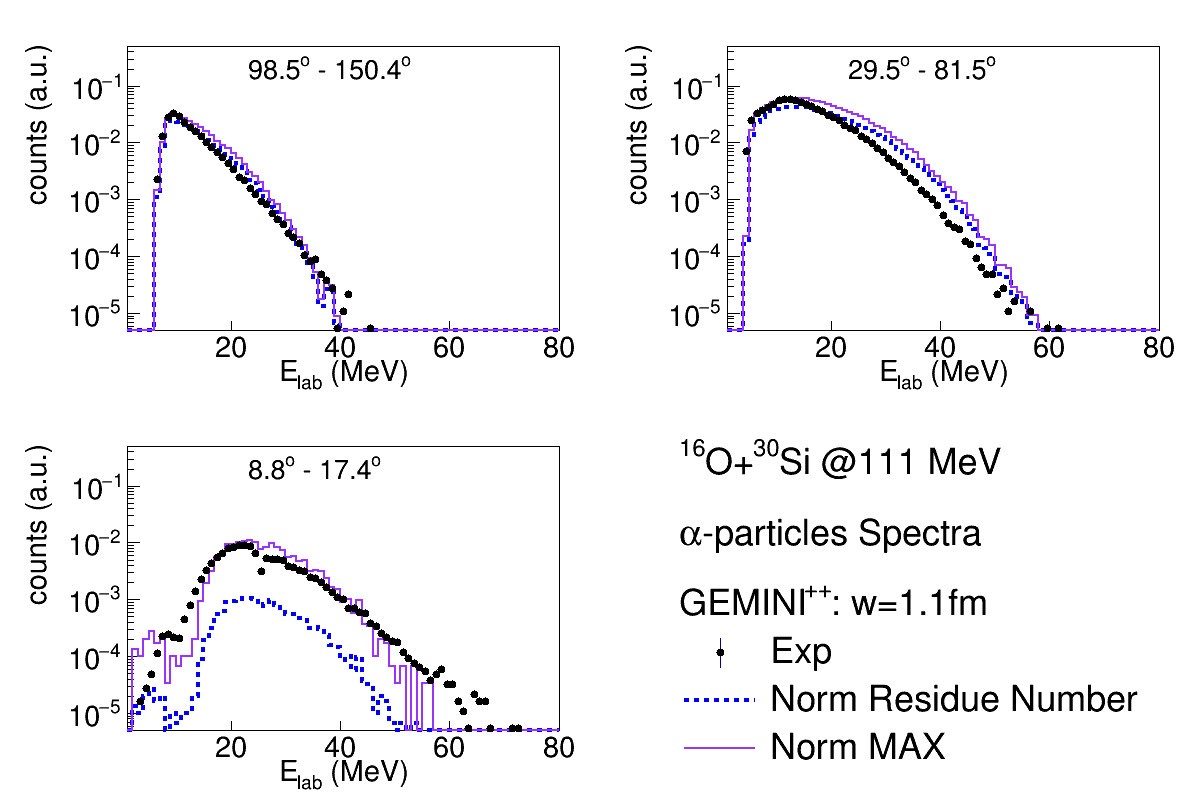 98.5° - 150.4°
counts (a.u.)
10⁻¹
10⁻²
10⁻³
10⁻⁴
10⁻⁵
20 40 60 80
E_lab (MeV)
29.5° - 81.5°
counts (a.u.)
10⁻¹
10⁻²
10⁻³
10⁻⁴
10⁻⁵
20 40 60 80
E_lab (MeV)
8.8° - 17.4°
counts (a.u.)
10⁻¹
10⁻²
10⁻³
10⁻⁴
10⁻⁵
20 40 60 80
E_lab (MeV)
¹⁶O+³⁰Si @111 MeV
α-particles Spectra
GEMINI⁺⁺: w=1.1fm
Exp
Norm Residue Number
Norm MAX